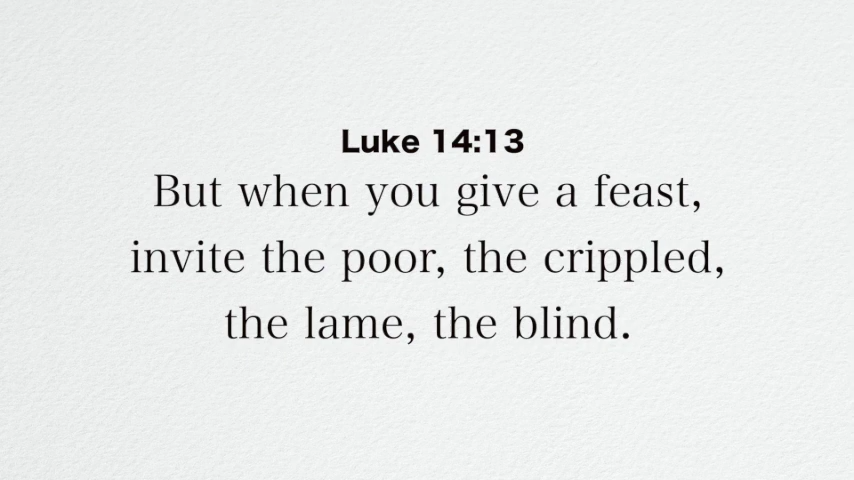 Luke 14:13
But when you give a feast,
invite the poor, the crippled,
the lame, the blind.